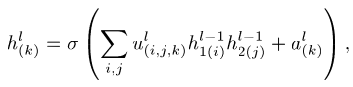 $h^{l}_{(k)} = \sigma \left( \sum_{i,j} u^{l}_{(i,j,k)} h^{l-1}_{1(i)} h^{l-1}_{2(j)} + a^{l}_{(k)} \right),$